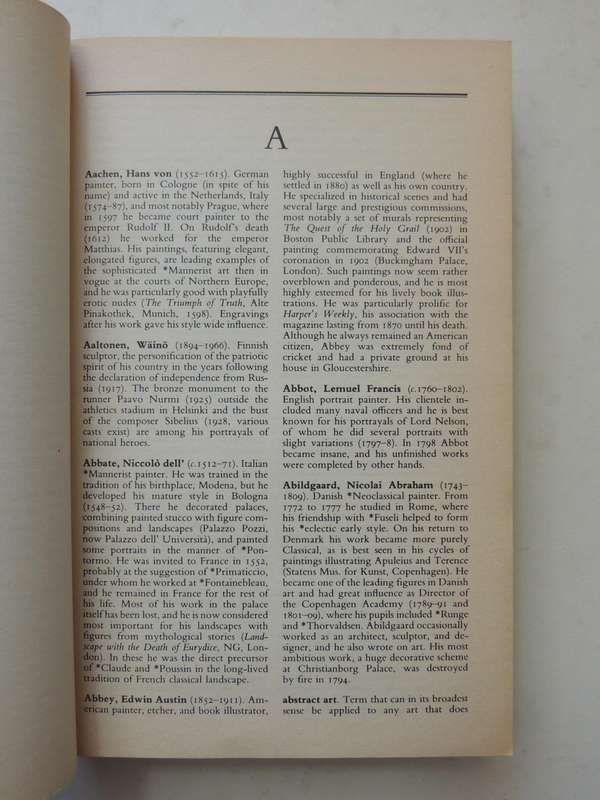 A
Aachen, Hans von (1552–1615). German
painter, born in Cologne (in spite of his
name) and active in the Netherlands, Italy
(1574–87), and most notably Prague, where
in 1597 he became court painter to the
emperor Rudolf II. On Rudolf's death
(1612) he worked for the emperor
Matthias. His paintings, featuring elegant,
elongated figures, are leading examples of
the sophisticated *Mannerist art then in
vogue at the courts of Northern Europe,
and he was particularly good with playfully
erotic nudes (The Triumph of Truth, Alte
Pinakothek, Munich, 1598). Engravings
after his work gave his style wide influence.
Aaltonen, Wäinö (1894–1966). Finnish
sculptor, the personification of the patriotic
spirit of his country in the years following
the declaration of independence from Rus-
sia (1917). The bronze monument to the
runner Paavo Nurmi (1925) outside the
athletics stadium in Helsinki and the bust
of the composer Sibelius (1928, various
casts exist) are among his portrayals of
national heroes.
Abbate, Niccolò dell' (c.1512–71). Italian
*Mannerist painter. He was trained in the
tradition of his birthplace, Modena, but he
developed his mature style in Bologna
(1548–52). There he decorated palaces,
combining painted stucco with figure com-
positions and landscapes (Palazzo Pozzi,
now Palazzo dell' Università), and painted
some portraits in the manner of *Pon-
tormo. He was invited to France in 1552,
probably at the suggestion of *Primaticcio,
under whom he worked at *Fontainebleau,
and he remained in France for the rest of
his life. Most of his work in the palace
itself has been lost, and he is now considered
most important for his landscapes with
figures from mythological stories (Land-
scape with the Death of Eurydice, NG, Lon-
don). In these he was the direct precursor
of *Claude and *Poussin in the long-lived
tradition of French classical landscape.
Abbey, Edwin Austin (1852–1911). Am-
erican painter, etcher, and book illustrator,
highly successful in England (where he
settled in 1880) as well as his own country.
He specialized in historical scenes and had
several large and prestigious commissions,
most notably a set of murals representing
The Quest of the Holy Grail (1902) in
Boston Public Library and the official
painting commemorating Edward VII's
coronation in 1902 (Buckingham Palace,
London). Such paintings now seem rather
overblown and ponderous, and he is most
highly esteemed for his lively book illus-
trations. He was particularly prolific for
Harper's Weekly, his association with the
magazine lasting from 1870 until his death.
Although he always remained an American
citizen, Abbey was extremely fond of
cricket and had a private ground at his
house in Gloucestershire.
Abbot, Lemuel Francis (c.1760–1802).
English portrait painter. His clientele in-
cluded many naval officers and he is best
known for his portrayals of Lord Nelson,
of whom he did several portraits with
slight variations (1797–8). In 1798 Abbot
became insane, and his unfinished works
were completed by other hands.
Abildgaard, Nicolai Abraham (1743–
1809). Danish *Neoclassical painter. From
1772 to 1777 he studied in Rome, where
his friendship with *Fuseli helped to form
his *eclectic early style. On his return to
Denmark his work became more purely
Classical, as is best seen in his cycles of
paintings illustrating Apuleius and Terence
(Statens Mus. for Kunst, Copenhagen). He
became one of the leading figures in Danish
art and had great influence as Director of
the Copenhagen Academy (1789–91 and
1801–09), where his pupils included *Runge
and *Thorvaldsen. Abildgaard occasionally
worked as an architect, sculptor, and de-
signer, and he also wrote on art. His most
ambitious work, a huge decorative scheme
at Christianborg Palace, was destroyed
by fire in 1794.
abstract art. Term that can in its broadest
sense be applied to any art that does